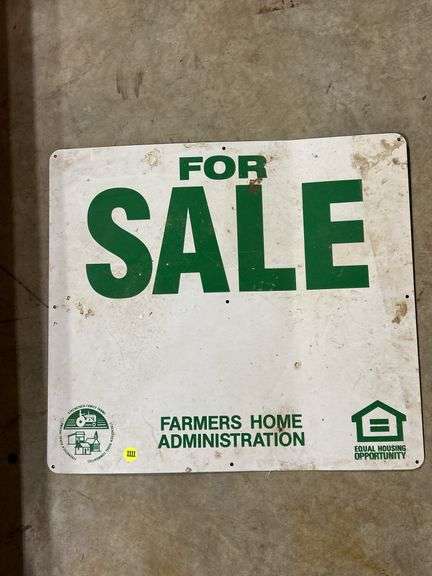 FOR
SALE
FARMERS HOME
ADMINISTRATION
EQUAL HOUSING
OPPORTUNITY